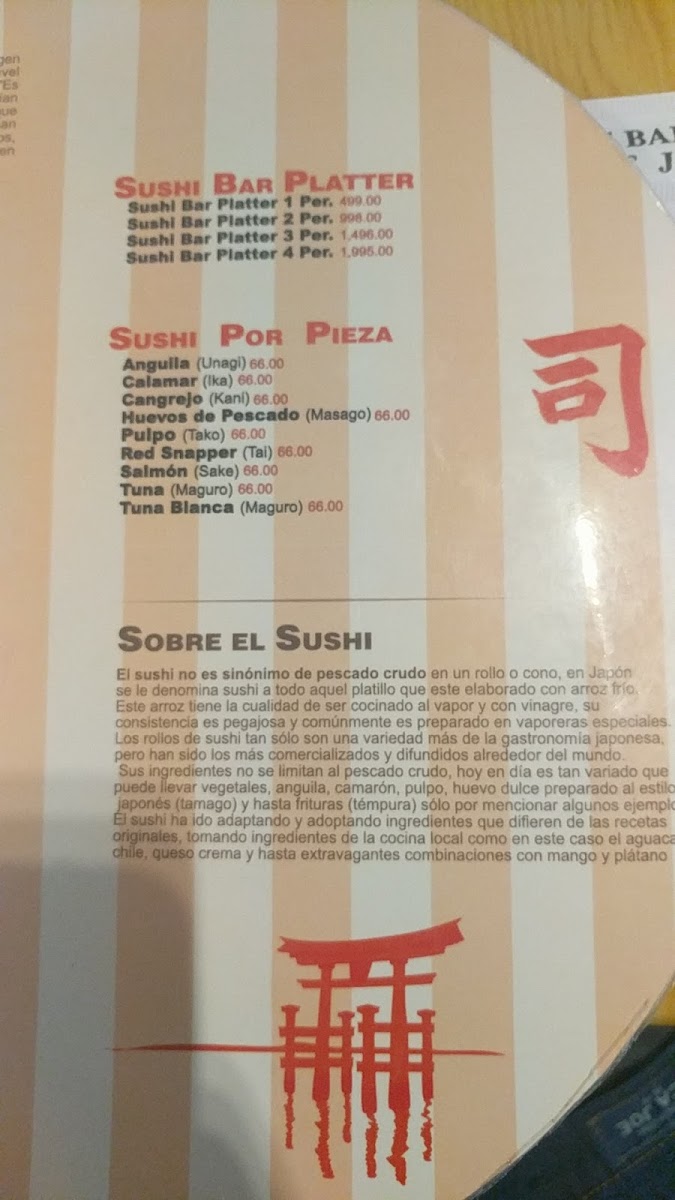 gen
vel
"Es
ian
que
an
os,
en
BAI
J
SUSHI BAR PLATTER
Sushi Bar Platter 1 Per. 499.00
Sushi Bar Platter 2 Per. 998.00
Sushi Bar Platter 3 Per. 1,496.00
Sushi Bar Platter 4 Per. 1,995.00
SUSHI POR PIEZA
Anguila (Unagi) 66.00
Calamar (Ika) 66.00
Cangrejo (Kani) 66.00
Huevos de Pescado (Masago) 66.00
Pulpo (Tako) 66.00
Red Snapper (Tai) 66.00
Salmón (Sake) 66.00
Tuna (Maguro) 66.00
Tuna Blanca (Maguro) 66.00
司
SOBRE EL SUSHI
El sushi no es sinónimo de pescado crudo en un rollo o cono, en Japón
se le denomina sushi a todo aquel platillo que este elaborado con arroz frío.
Este arroz tiene la cualidad de ser cocinado al vapor y con vinagre, su
consistencia es pegajosa y comúnmente es preparado en vaporeras especiales.
Los rollos de sushi tan sólo son una variedad más de la gastronomía japonesa,
pero han sido los más comercializados y difundidos alrededor del mundo.
Sus ingredientes no se limitan al pescado crudo, hoy en día es tan variado que
puede llevar vegetales, anguila, camarón, pulpo, huevo dulce preparado al estilo
japonés (tamago) y hasta frituras (témpura) sólo por mencionar algunos ejemplo
El sushi ha ido adaptando y adoptando ingredientes que difieren de las recetas
originales, tomando ingredientes de la cocina local como en este caso el aguaca
chile, queso crema y hasta extravagantes combinaciones con mango y plátano